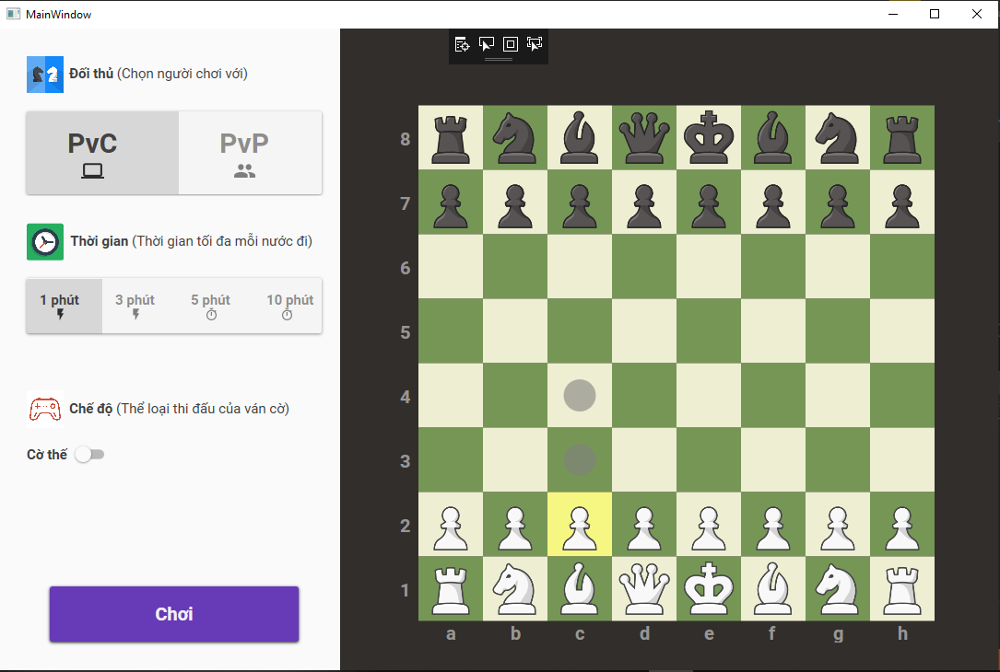 MainWindow
Đối thủ (Chọn người chơi với)
PvC PvP
Thời gian (Thời gian tối đa mỗi nước đi)
1 phút 3 phút 5 phút 10 phút
Chế độ (Thể loại thi đấu của ván cờ)
Cờ thế
Chơi
8
7
6
5
4
3
2
1
a b c d e f g h